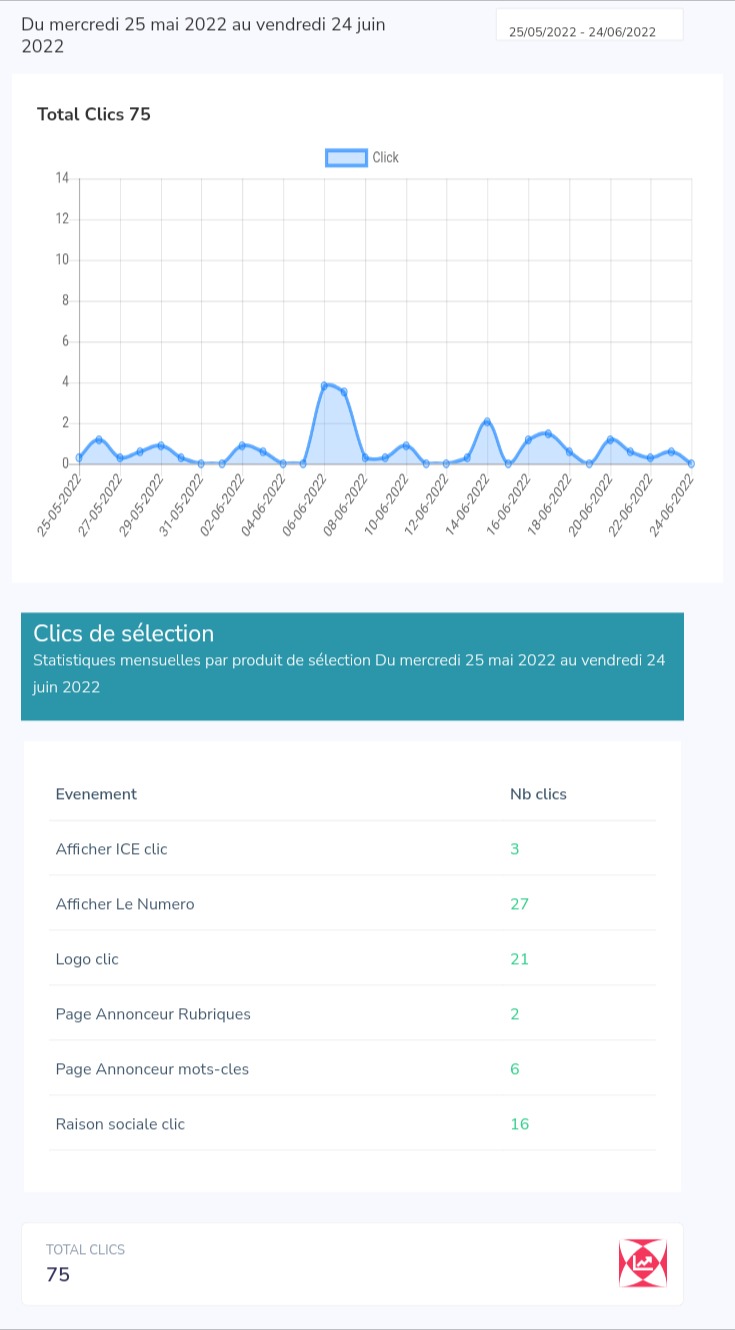 Du mercredi 25 mai 2022 au vendredi 24 juin
2022
25/05/2022 - 24/06/2022
Total Clics 75
Click
14
12
10
8
6
4
2
0
25-05-2022
27-05-2022
29-05-2022
31-05-2022
02-06-2022
04-06-2022
06-06-2022
08-06-2022
10-06-2022
12-06-2022
14-06-2022
16-06-2022
18-06-2022
20-06-2022
22-06-2022
24-06-2022
Clics de sélection
Statistiques mensuelles par produit de sélection Du mercredi 25 mai 2022 au vendredi 24
juin 2022
Evenement Nb clics
Afficher ICE clic 3
Afficher Le Numero 27
Logo clic 21
Page Annonceur Rubriques 2
Page Annonceur mots-cles 6
Raison sociale clic 16
TOTAL CLICS
75